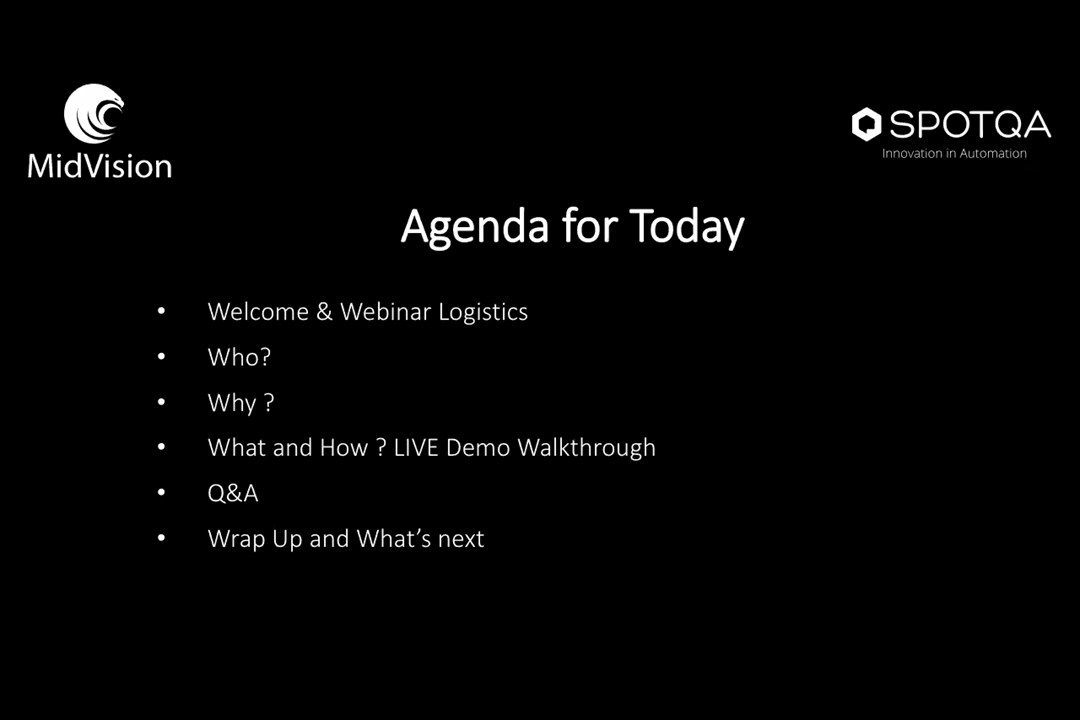 MidVision
SPOTQA
Innovation in Automation
Agenda for Today
• Welcome & Webinar Logistics
• Who?
• Why ?
• What and How ? LIVE Demo Walkthrough
• Q&A
• Wrap Up and What’s next